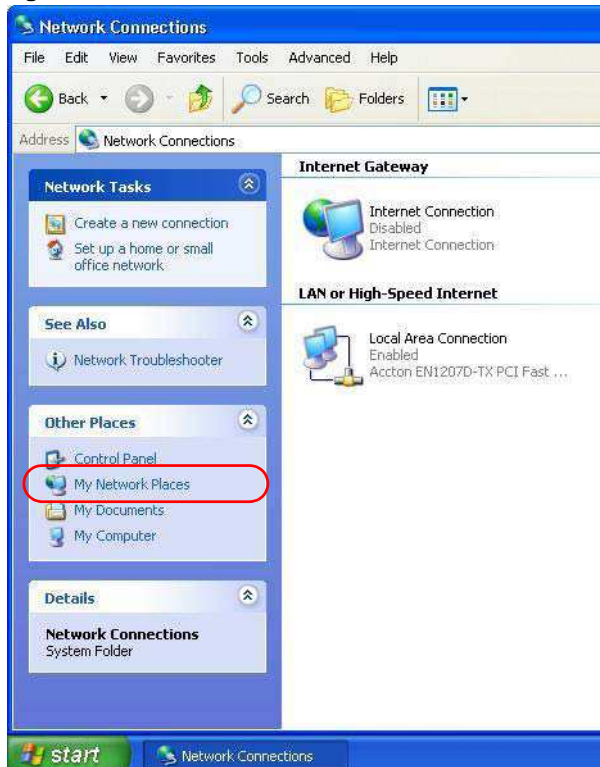 Network Connections
File Edit View Favorites Tools Advanced Help
Back Search Folders
Address Network Connections
Network Tasks
Create a new connection
Set up a home or small
office network
See Also
Network Troubleshooter
Other Places
Control Panel
My Network Places
My Documents
My Computer
Details
Network Connections
System Folder
Internet Gateway
Internet Connection
Disabled
Internet Connection
LAN or High-Speed Internet
Local Area Connection
Enabled
Accton EN1207D-TX PCI Fast ...
start Network Connections